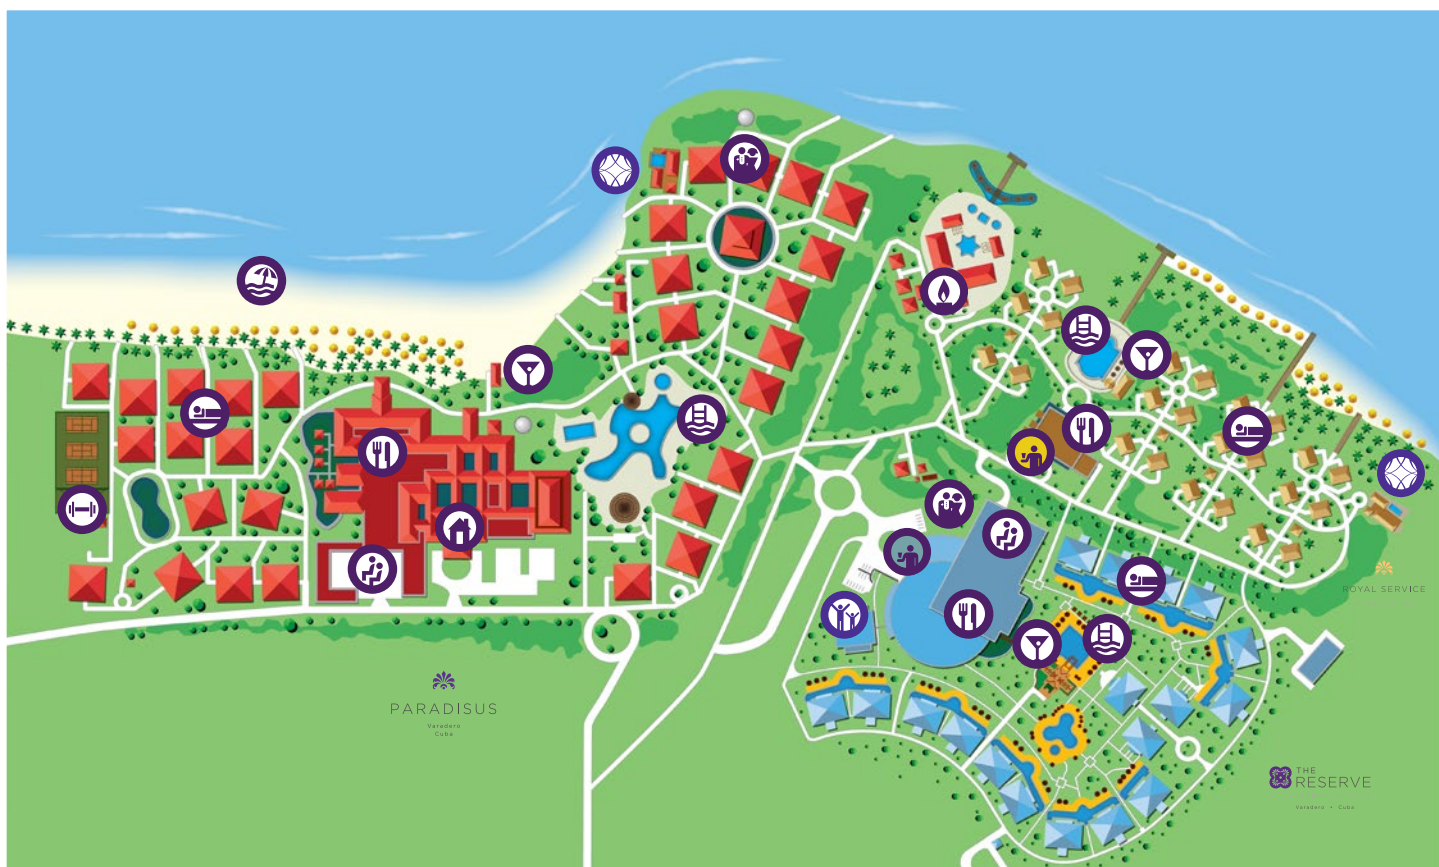 ROYAL SERVICE
PARADISUS
Varadero
Cuba
THE
RESERVE
Varadero • Cuba